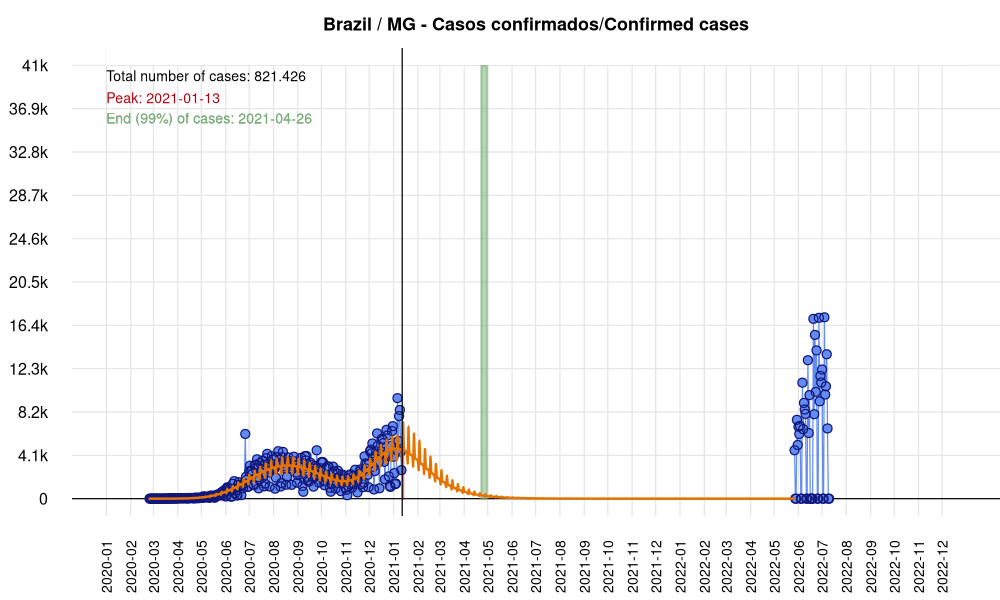 Brazil / MG - Casos confirmados/Confirmed cases
41k
Total number of cases: 821.426
Peak: 2021-01-13
36.9k
End (99%) of cases: 2021-04-26
32.8k
28.7k
24.6k
20.5k
16.4k
12.3k
8.2k
4.1k
0
2020-01
2020-02
2020-03
2020-04
2020-05
2020-06
2020-07
2020-08
2020-09
2020-10
2020-11
2020-12
2021-01
2021-02
2021-03
2021-04
2021-05
2021-06
2021-07
2021-08
2021-09
2021-10
2021-11
2021-12
2022-01
2022-02
2022-03
2022-04
2022-05
2022-06
2022-07
2022-08
2022-09
2022-10
2022-11
2022-12